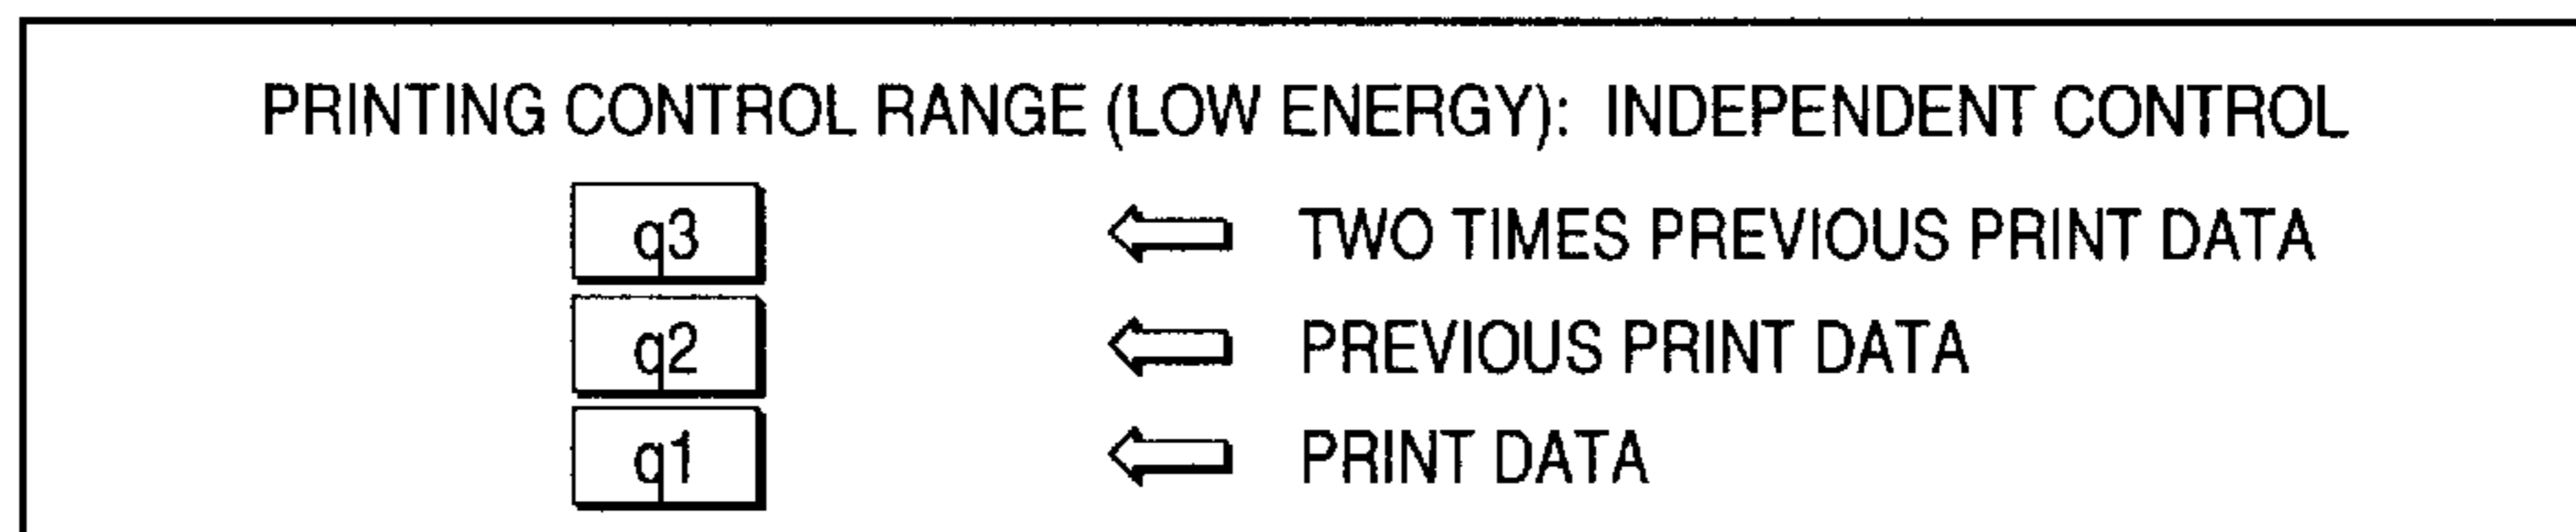 PRINTING CONTROL RANGE (LOW ENERGY): INDEPENDENT CONTROL
q3 TWO TIMES PREVIOUS PRINT DATA
q2 PREVIOUS PRINT DATA
q1 PRINT DATA